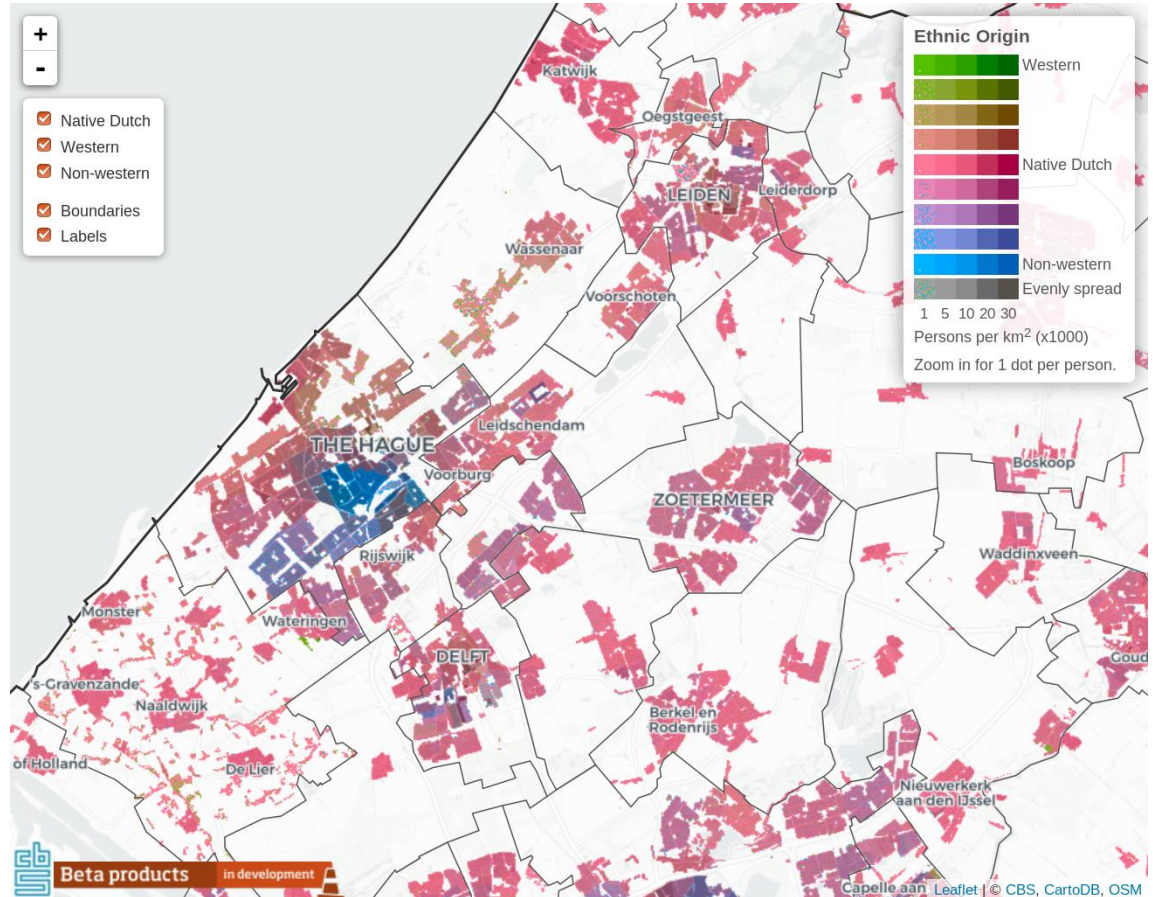 +
-
Native Dutch
Western
Non-western
Boundaries
Labels
Ethnic Origin
Western
Native Dutch
Non-western
Evenly spread
1 5 10 20 30
Persons per km2 (x1000)
Zoom in for 1 dot per person.
Katwijk
Oegstgeest
LEIDEN
Leiderdorp
Wassenaar
Voorschoten
THE HAGUE
Leidschendam
Voorburg
ZOETERMEER
Boskoop
Rijswijk
Waddinxveen
Monster
Wateringen
DELFT
Goud
's-Gravenzande
Naaldwijk
Berkel en
Rodenrijs
of Holland
De Lier
Nieuwerkerk
aan den IJssel
cbs
Beta products
in development
Capelle aan
Leaflet | © CBS, CartoDB, OSM